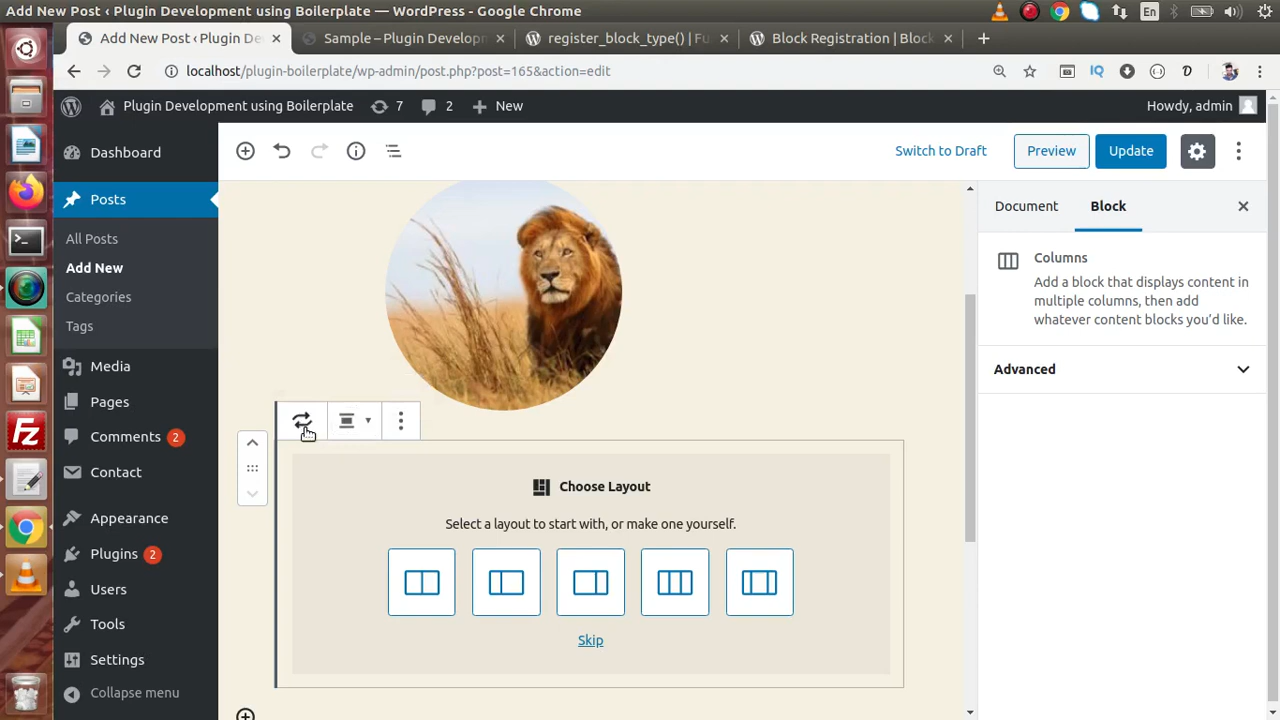 Add New Post ‹ Plugin Development using Boilerplate — WordPress - Google Chrome
En
Add New Post ‹ Plugin De
Sample – Plugin Developm
register_block_type() | Fu
Block Registration | Block
localhost/plugin-boilerplate/wp-admin/post.php?post=165&action=edit
IQ
Plugin Development using Boilerplate
7
2
New
Howdy, admin
Dashboard
Posts
All Posts
Add New
Categories
Tags
Media
Pages
Comments 2
Contact
Appearance
Plugins 2
Users
Tools
Settings
Collapse menu
Switch to Draft
Preview
Update
Choose Layout
Select a layout to start with, or make one yourself.
Skip
Document
Block
Columns
Add a block that displays content in
multiple columns, then add
whatever content blocks you'd like.
Advanced